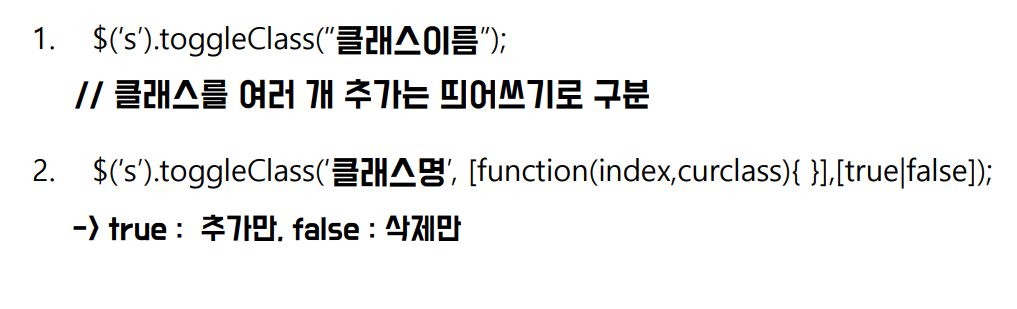 1. $(‘s’).toggleClass(“클래스이름”);
// 클래스를 여러 개 추가는 띄어쓰기로 구분
2. $(‘s’).toggleClass(‘클래스명’, [function(index,curclass){ }],[true|false]);
-> true : 추가만, false : 삭제만